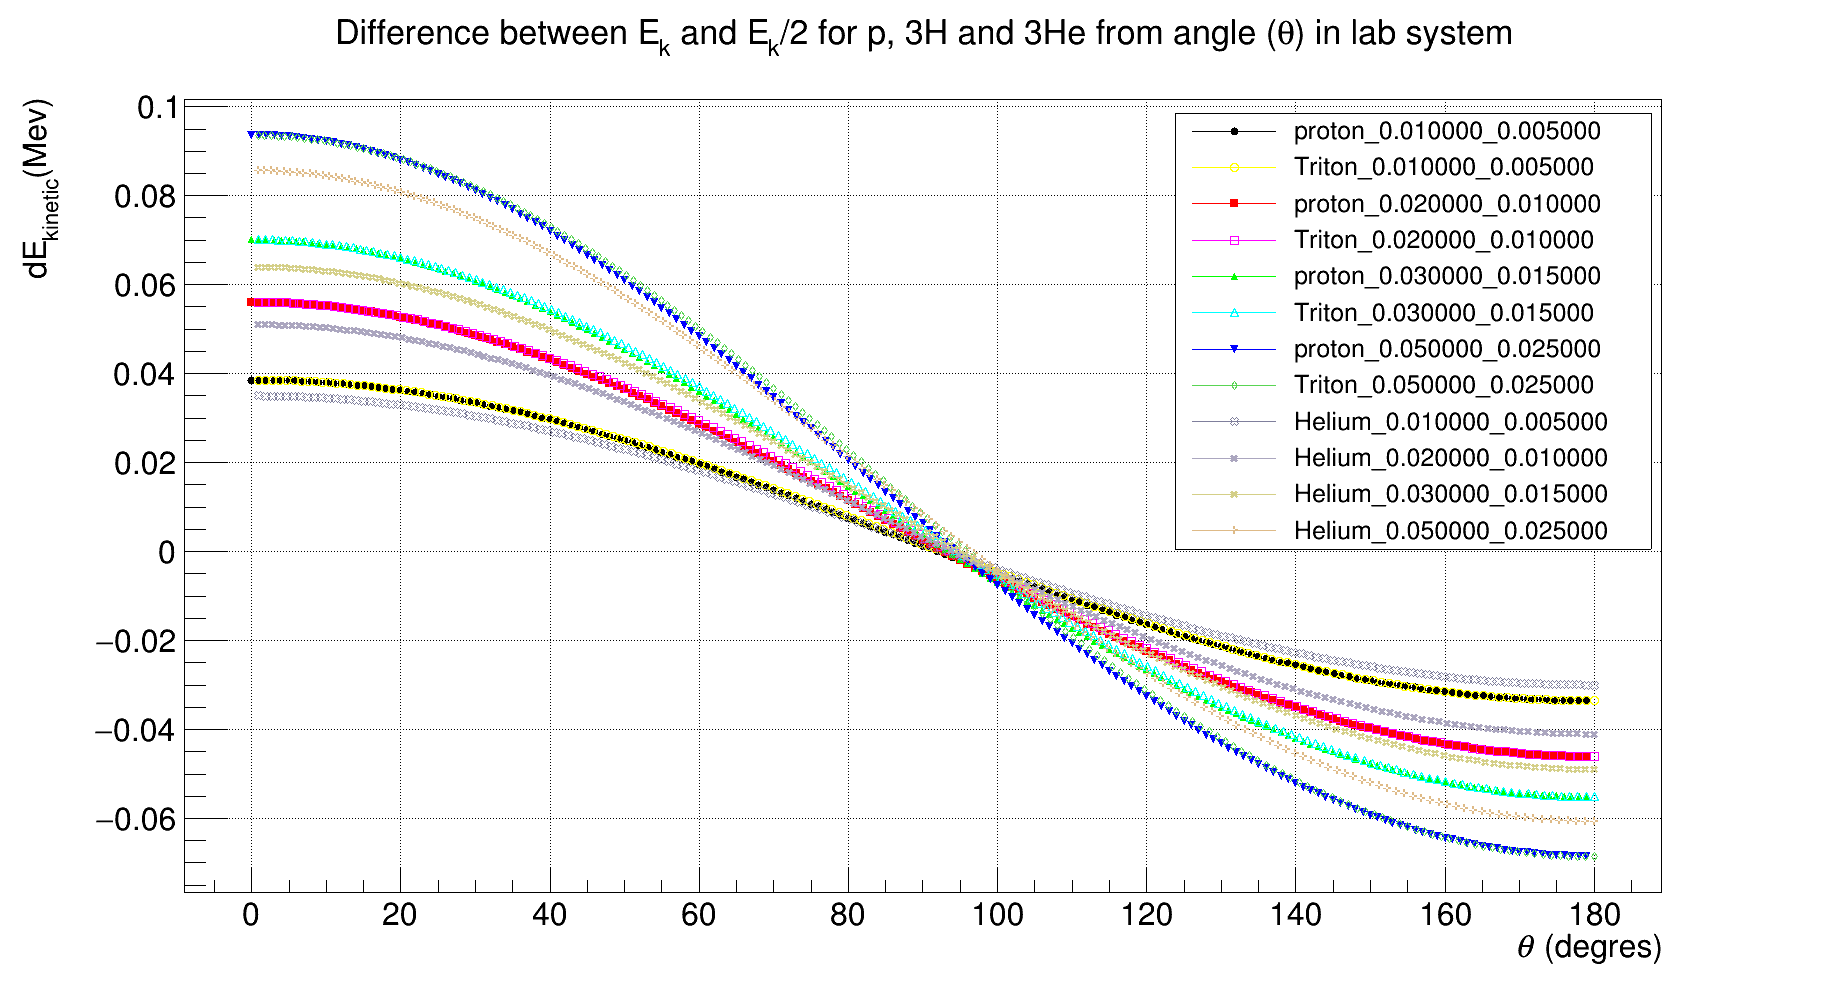 Difference between Ek and Ek/2 for p, 3H and 3He from angle (θ) in lab system
dEkinetic(Mev)
0.1
0.08
0.06
0.04
0.02
0
−0.02
−0.04
−0.06
proton_0.010000_0.005000
Triton_0.010000_0.005000
proton_0.020000_0.010000
Triton_0.020000_0.010000
proton_0.030000_0.015000
Triton_0.030000_0.015000
proton_0.050000_0.025000
Triton_0.050000_0.025000
Helium_0.010000_0.005000
Helium_0.020000_0.010000
Helium_0.030000_0.015000
Helium_0.050000_0.025000
0 20 40 60 80 100 120 140 160 180
θ (degres)